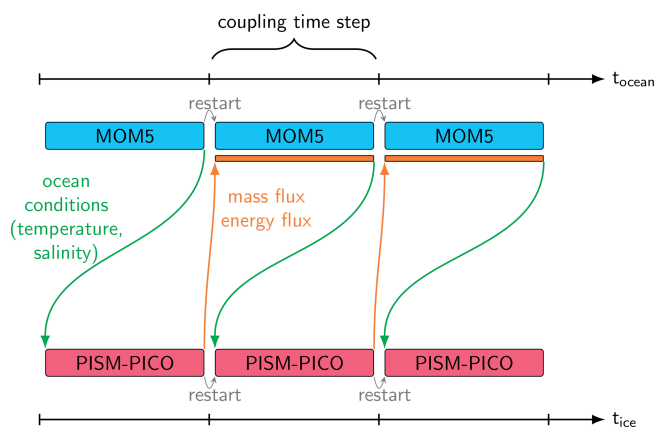 coupling time step
t_ocean
restart
restart
MOM5
MOM5
MOM5
ocean
conditions
(temperature,
salinity)
mass flux
energy flux
PISM-PICO
PISM-PICO
PISM-PICO
restart
restart
t_ice